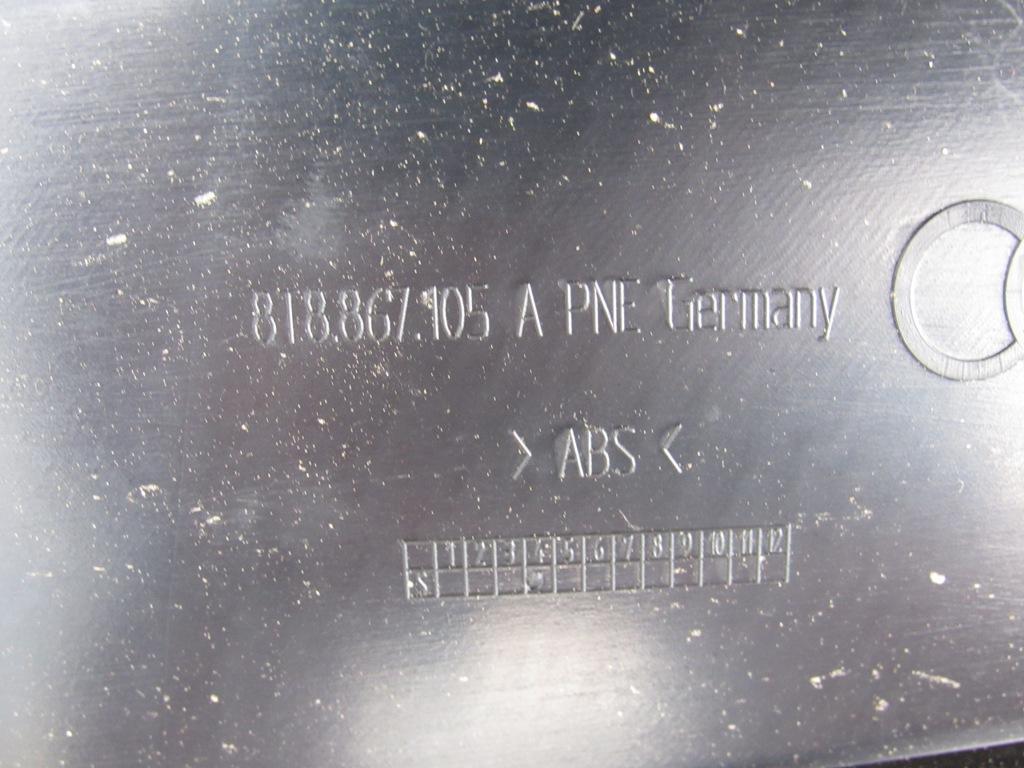 8T8.867.105 A PNE Germany
> ABS <
1 2 3 4 5 6 7 8 9 10 11 12
S